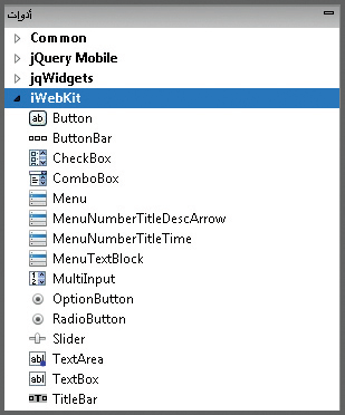 أدوات
Common
jQuery Mobile
jqWidgets
iWebKit
Button
ButtonBar
CheckBox
ComboBox
Menu
MenuNumberTitleDescArrow
MenuNumberTitleTime
MenuTextBlock
MultiInput
OptionButton
RadioButton
Slider
TextArea
TextBox
TitleBar